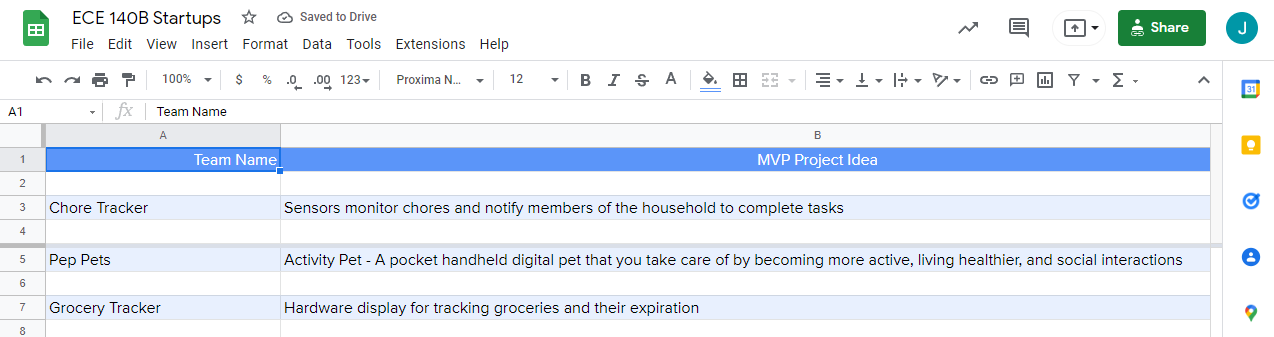 ECE 140B Startups Saved to Drive
File Edit View Insert Format Data Tools Extensions Help
Share
J
100% $ % .0 .00 123 Proxima N... 12 B I S A
31
A1 fx Team Name
A B
1 Team Name MVP Project Idea
2
3 Chore Tracker Sensors monitor chores and notify members of the household to complete tasks
4
5 Pep Pets Activity Pet - A pocket handheld digital pet that you take care of by becoming more active, living healthier, and social interactions
6
7 Grocery Tracker Hardware display for tracking groceries and their expiration
8